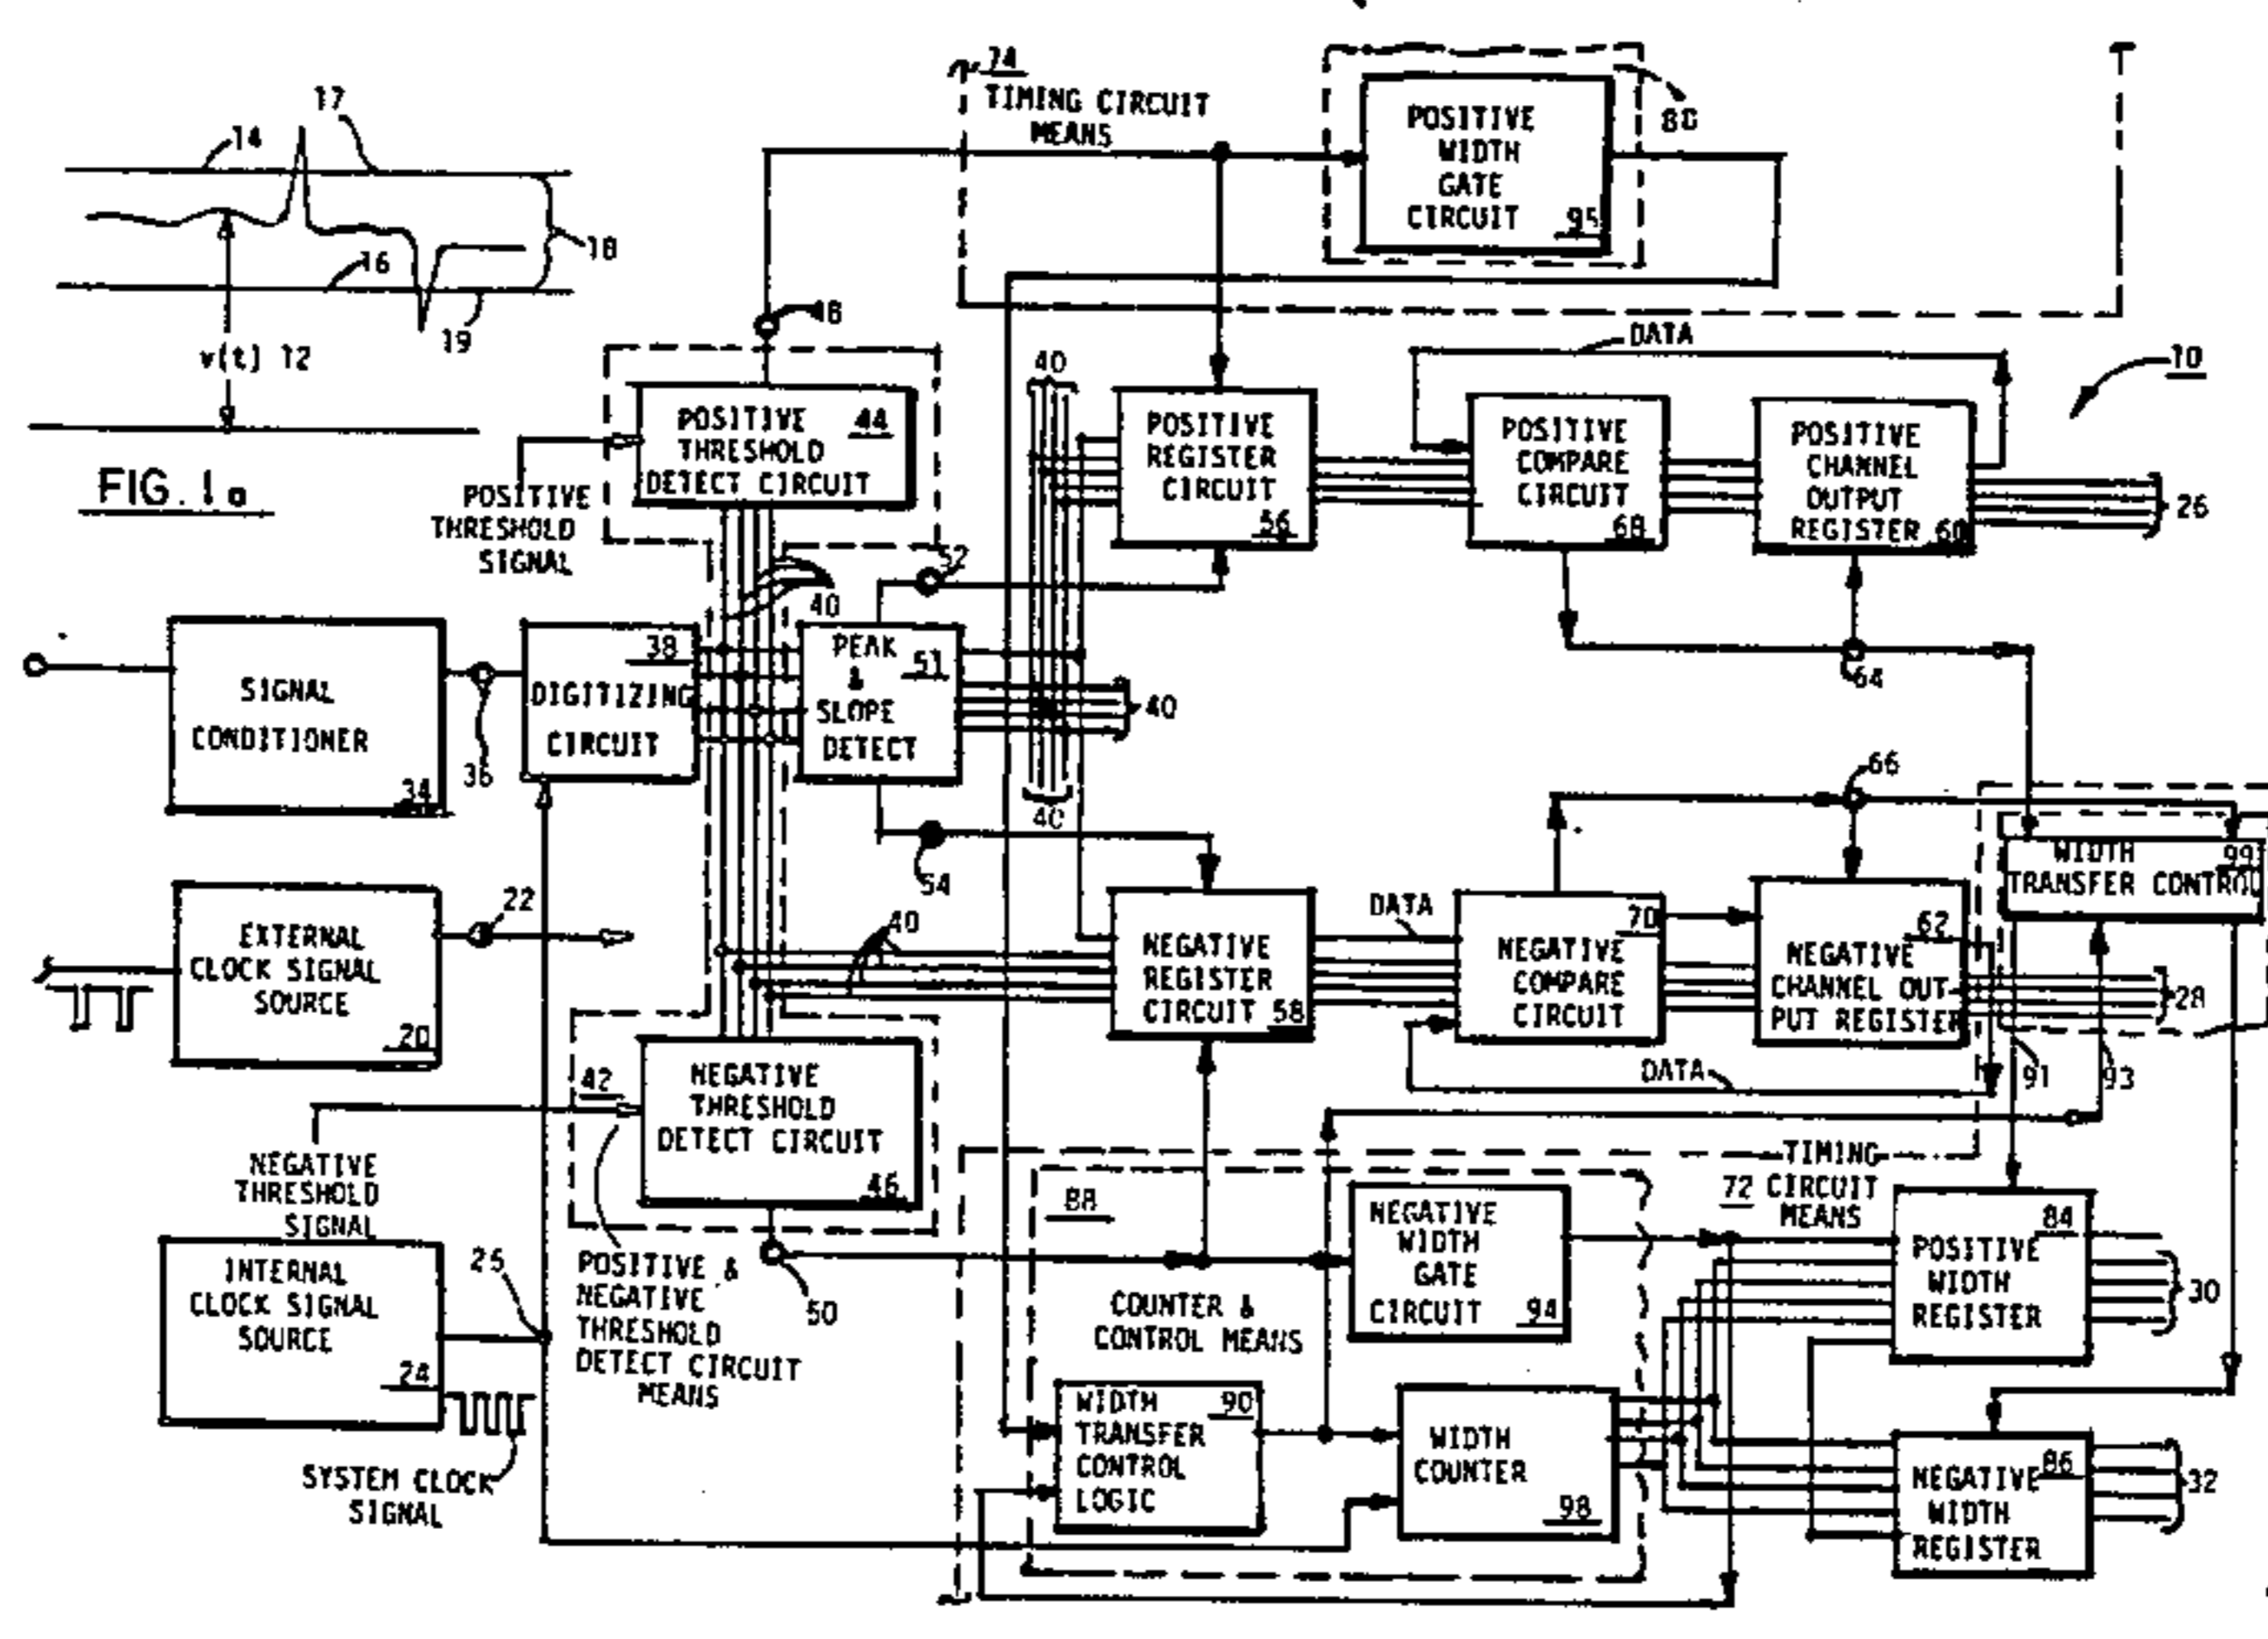 74
TIMING CIRCUIT
MEANS
POSITIVE
WIDTH
GATE
CIRCUIT
95
88
17
14
18
16
19
v(t) 12
FIG. 1a
48
POSITIVE
THRESHOLD
DETECT CIRCUIT
44
POSITIVE
THRESHOLD
SIGNAL
40
DATA
10
POSITIVE
REGISTER
CIRCUIT
56
POSITIVE
COMPARE
CIRCUIT
68
POSITIVE
CHANNEL
OUTPUT
REGISTER 60
26
52
40
SIGNAL
CONDITIONER
34
36
38
DIGITIZING
CIRCUIT
PEAK
&
SLOPE
DETECT
51
40
40
64
66
54
EXTERNAL
CLOCK SIGNAL
SOURCE
20
22
40
NEGATIVE
REGISTER
CIRCUIT 58
DATA
70
NEGATIVE
COMPARE
CIRCUIT
62
NEGATIVE
CHANNEL OUT-
PUT REGISTER
WIDTH
TRANSFER CONTROL
99
28
DATA
91
93
42
NEGATIVE
THRESHOLD
DETECT CIRCUIT
46
NEGATIVE
THRESHOLD
SIGNAL
INTERNAL
CLOCK SIGNAL
SOURCE
24
25
SYSTEM CLOCK
SIGNAL
POSITIVE &
NEGATIVE
THRESHOLD
DETECT CIRCUIT
MEANS
50
88
COUNTER &
CONTROL MEANS
NEGATIVE
WIDTH
GATE
CIRCUIT 94
TIMING
72 CIRCUIT
MEANS
84
POSITIVE
WIDTH
REGISTER
30
WIDTH
TRANSFER
CONTROL
LOGIC
90
WIDTH
COUNTER
98
NEGATIVE
WIDTH
REGISTER
86
32